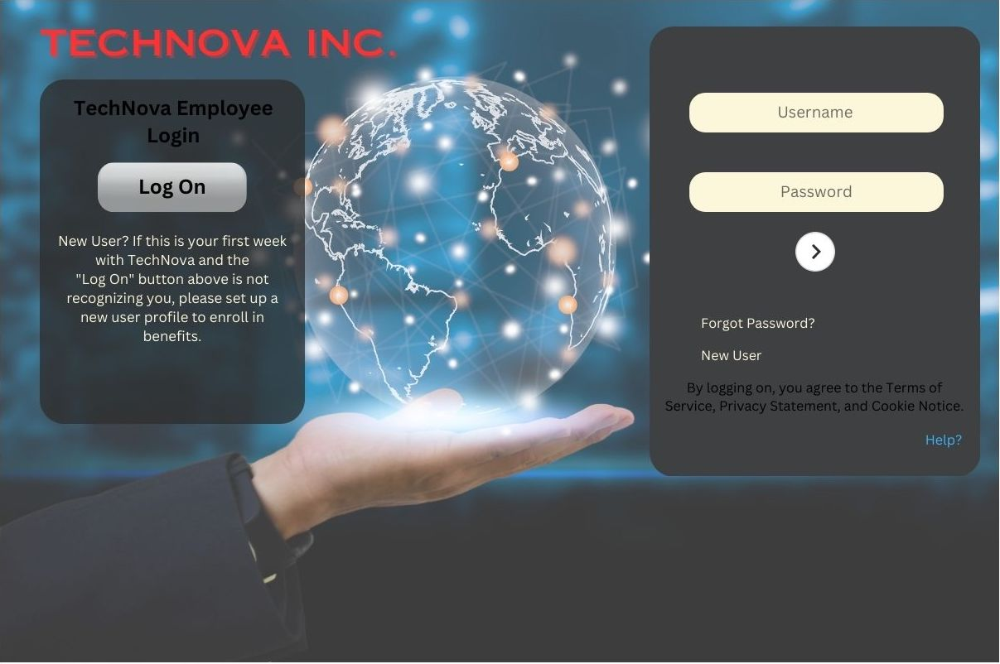 TECHNOVA INC.
TechNova Employee
Login
Log On
New User? If this is your first week
with TechNova and the
"Log On" button above is not
recognizing you, please set up a
new user profile to enroll in
benefits.
Username
Password
Forgot Password?
New User
By logging on, you agree to the Terms of
Service, Privacy Statement, and Cookie Notice.
Help?